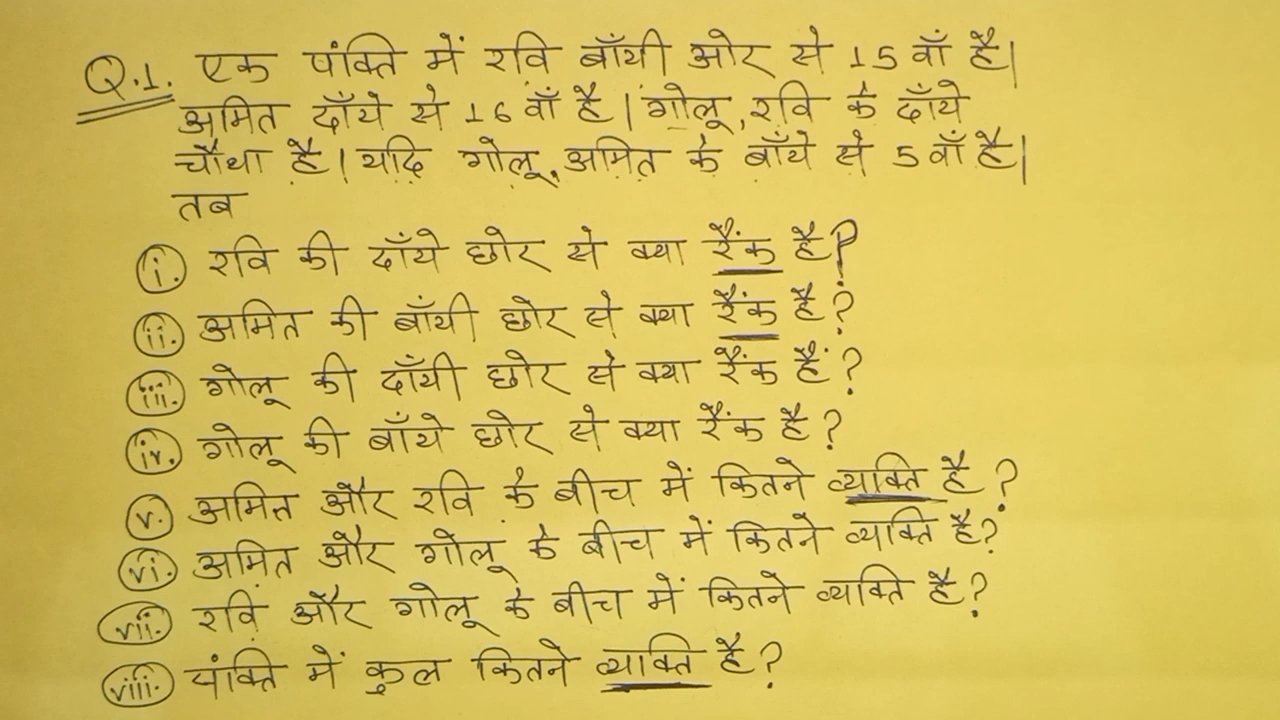 Q.1. एक पंक्ति में रवि बाँयी ओर से 15 वाँ है।
अमित दाँये से 16 वाँ है। गोलू, रवि के दाँये
चौथा है। यदि गोलू, अमित के बाँये से 5 वाँ है।
तब
i. रवि की दाँये छोर से क्या रैंक है?
ii. अमित की बाँयी छोर से क्या रैंक है?
iii. गोलू की दाँयी छोर से क्या रैंक है?
iv. गोलू की बाँये छोर से क्या रैंक है?
v. अमित और रवि के बीच में कितने व्यक्ति है?
vi. अमित और गोलू के बीच में कितने व्यक्ति है?
vii. रवि और गोलू के बीच में कितने व्यक्ति है?
viii. पंक्ति में कुल कितने व्यक्ति है?